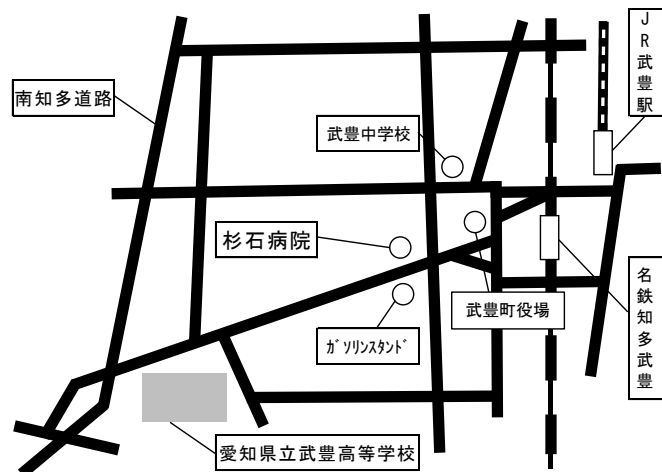 JR武豊駅
南知多道路
武豊中学校
杉石病院
武豊町役場
名鉄知多武豊
ｶﾞｿﾘﾝｽﾀﾝﾄﾞ
愛知県立武豊高等学校